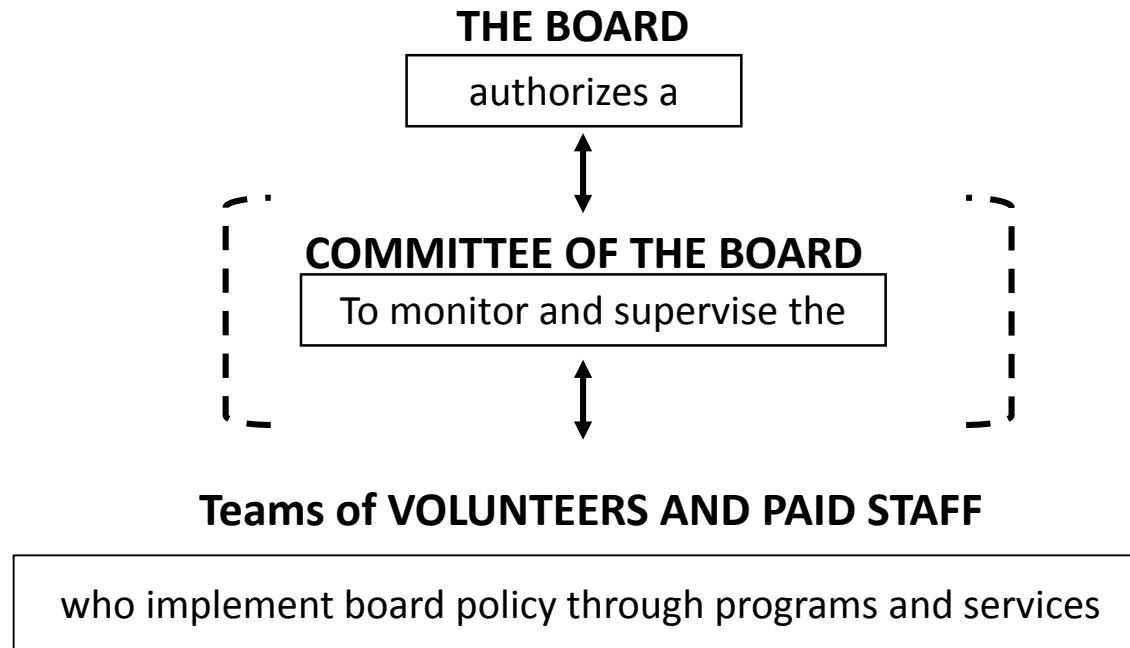 THE BOARD
authorizes a
COMMITTEE OF THE BOARD
To monitor and supervise the
Teams of VOLUNTEERS AND PAID STAFF
who implement board policy through programs and services